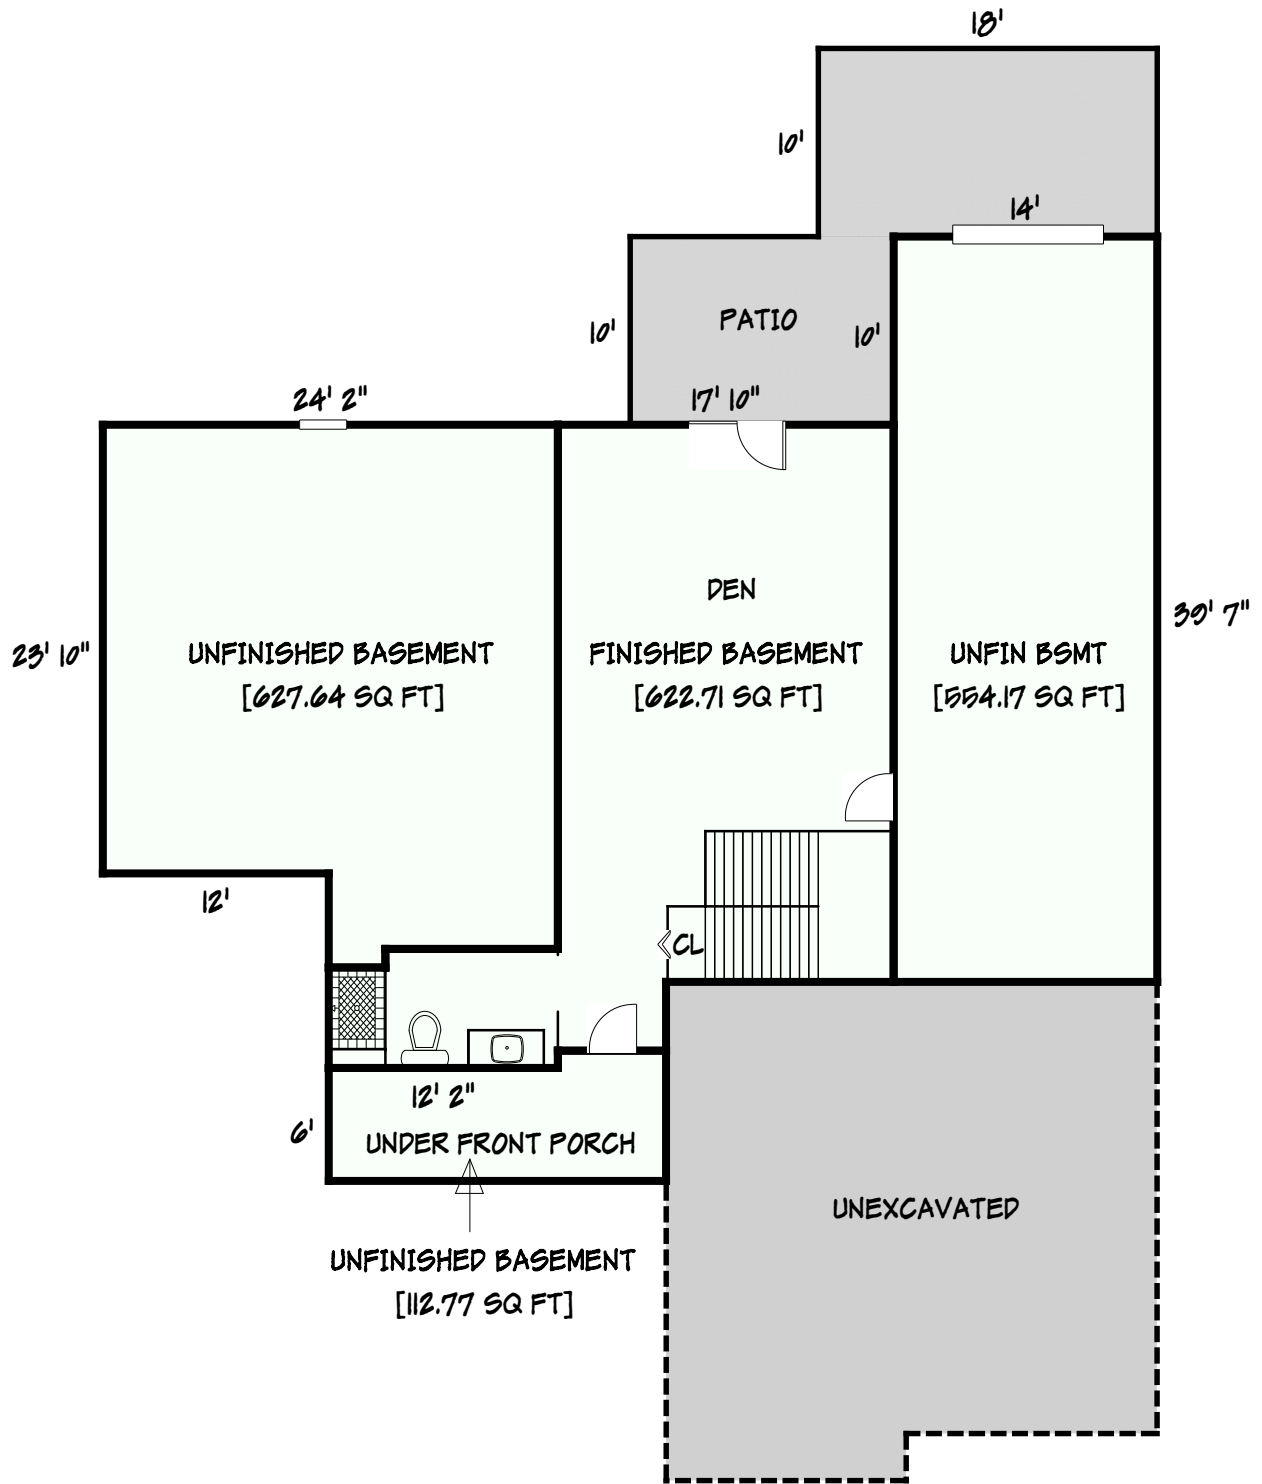 18'
10'
14'
10'
PATIO
10'
24' 2"
17' 10"
DEN
39' 7"
23' 10"
UNFINISHED BASEMENT
[627.64 SQ FT]
FINISHED BASEMENT
[622.71 SQ FT]
UNFIN BSMT
[554.17 SQ FT]
12'
CL
12' 2"
6'
UNDER FRONT PORCH
UNEXCAVATED
UNFINISHED BASEMENT
[112.77 SQ FT]